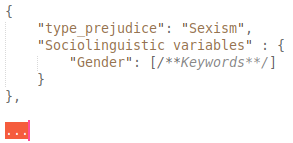 {
"type_prejudice": "Sexism",
"Sociolinguistic variables" : {
"Gender": [/**Keywords**/]
}
},
...